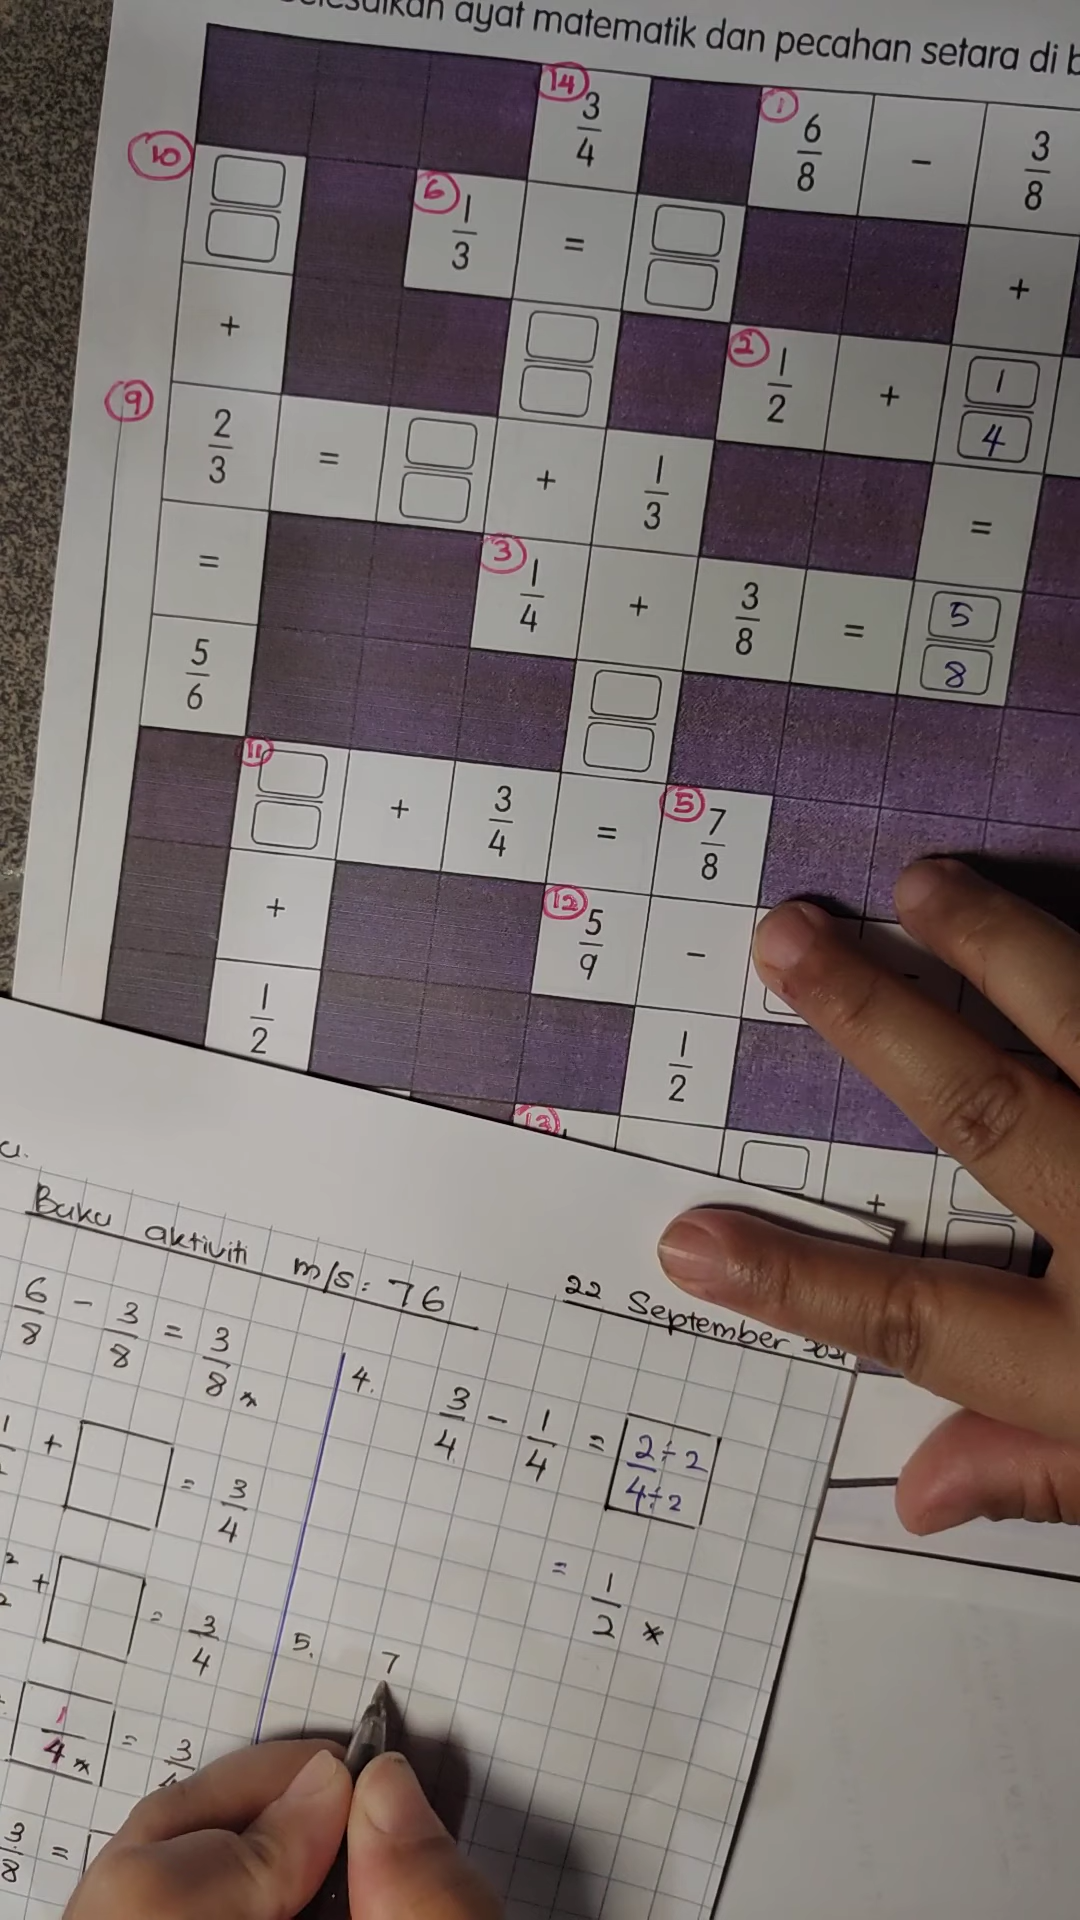 ayat matematik dan pecahan setara di
14 3/4 1 6/8 - 3/8
10 6 1/3 = +
+ 2 1/2 + 1/4
9 2/3 = + 1/3 =
= 3 1/4 + 3/8 = 5/8
5/6
11 + 3/4 = 5 7/8
+ 12 5/9 -
1/2 1/2
13
+
Buku aktiviti m/s: 76
22 September 2021
6/8 - 3/8 = 3/8 *
+ = 3/4
+ = 3/4
1/4 * = 3
3/8 =
4. 3/4 - 1/4 = 2÷2/4÷2
= 1/2 *
5. 7